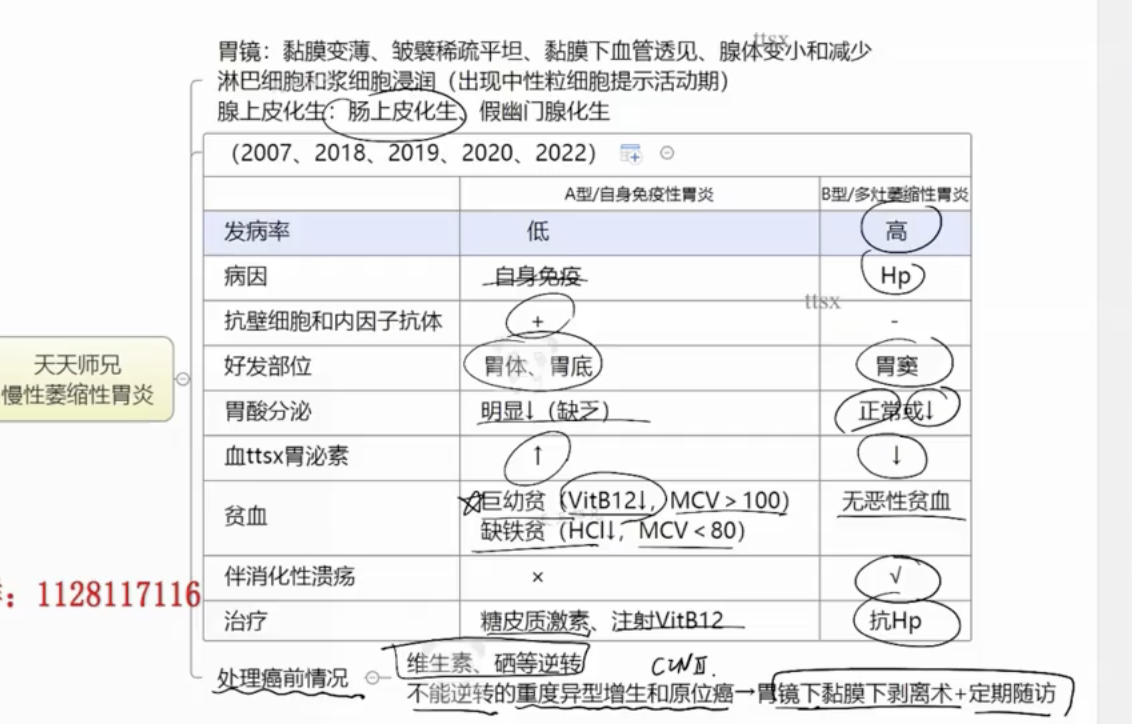 ttsx
胃镜：黏膜变薄、皱襞稀疏平坦、黏膜下血管透见、腺体变小和减少
淋巴细胞和浆细胞浸润（出现中性粒细胞提示活动期）
腺上皮化生：肠上皮化生、假幽门腺化生
（2007、2018、2019、2020、2022）
A型/自身免疫性胃炎 B型/多灶萎缩性胃炎
发病率 低 高
病因 自身免疫 Hp
ttsx
抗壁细胞和内因子抗体 + -
天天师兄
慢性萎缩性胃炎
好发部位 胃体、胃底 胃窦
胃酸分泌 明显↓（缺乏） 正常或↓
血ttsx胃泌素 ↑ ↓
贫血 巨幼贫（VitB12↓，MCV＞100） 无恶性贫血
缺铁贫（HCl↓，MCV＜80）
伴消化性溃疡 × √
：1128117116
治疗 糖皮质激素、注射VitB12 抗Hp
处理癌前情况 维生素、硒等逆转
不能逆转的重度异型增生和原位癌→胃镜下黏膜下剥离术+定期随访